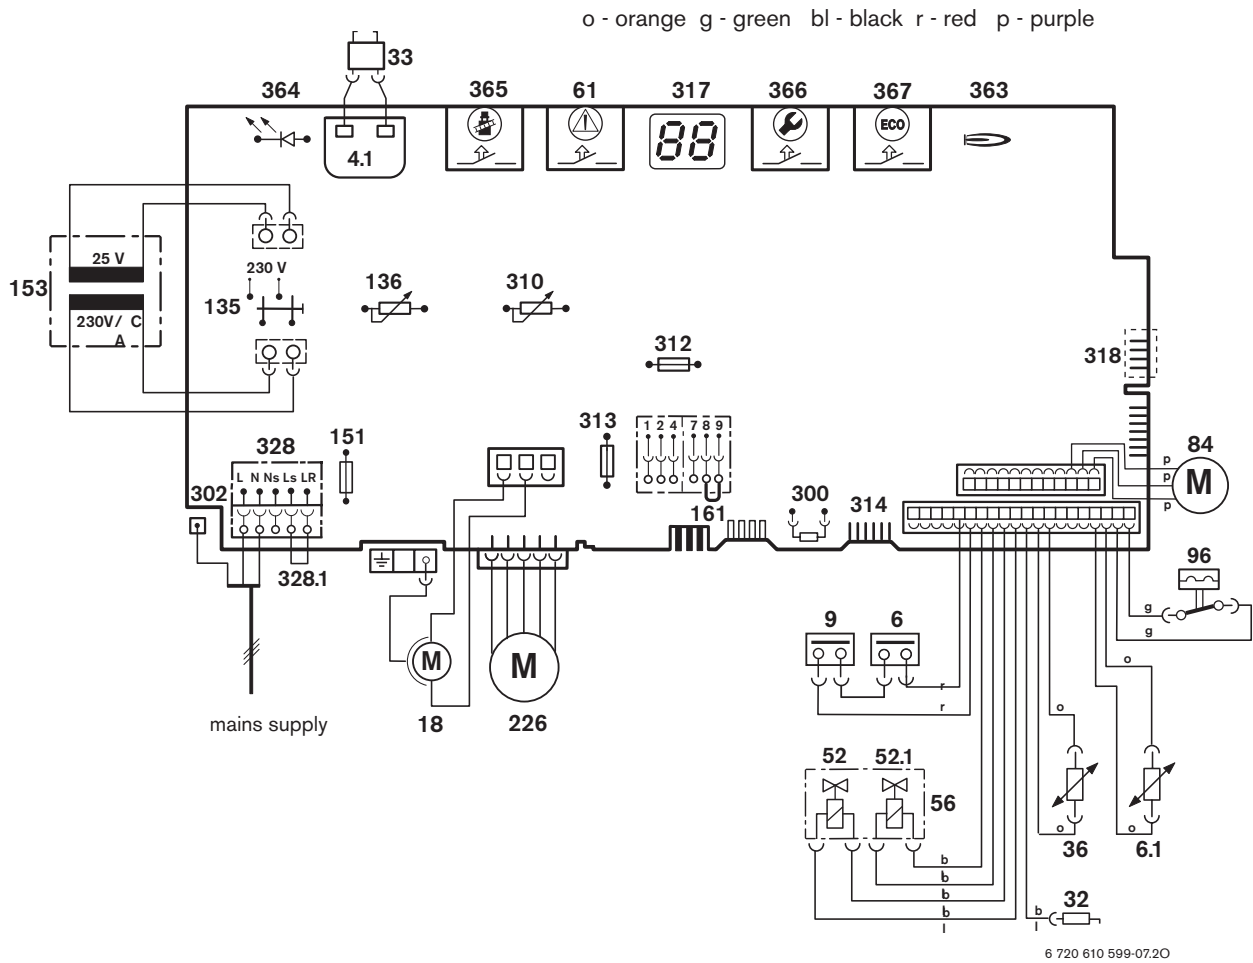 o - orange g - green bl - black r - red p - purple
33
364
365
61
317
366
367
363
4.1
88
ECO
25 V
153
230V/ C
A
230 V
135
136
310
312
318
313
1 2 4 7 8 9
161
328
151
L N Ns Ls LR
302
328.1
300
314
84
p
p
p
M
96
g
g
M
M
9
6
r
r
o
o
mains supply
18
226
52
52.1
56
o
o
36
6.1
b
b
l
b
l
b
l
b
l
32
6 720 610 599-07.2O